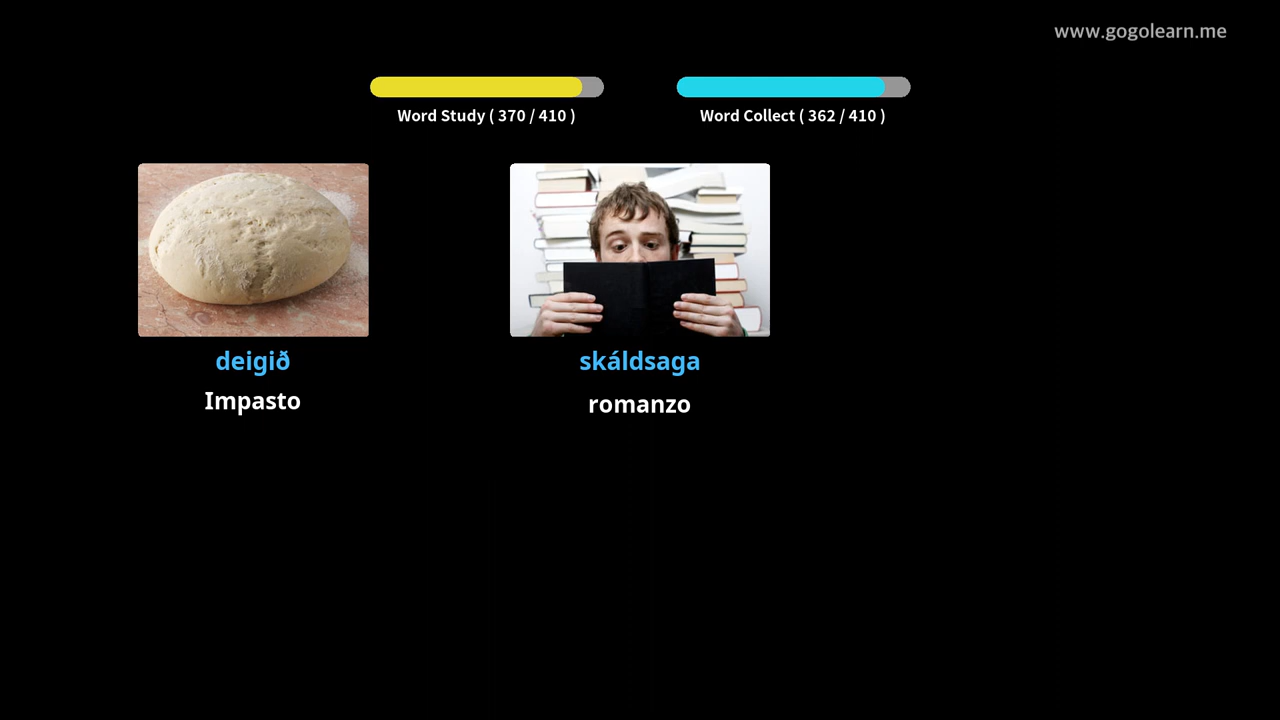 www.gogolearn.me
Word Study ( 370 / 410 )
Word Collect ( 362 / 410 )
deigið
Impasto
skáldsaga
romanzo